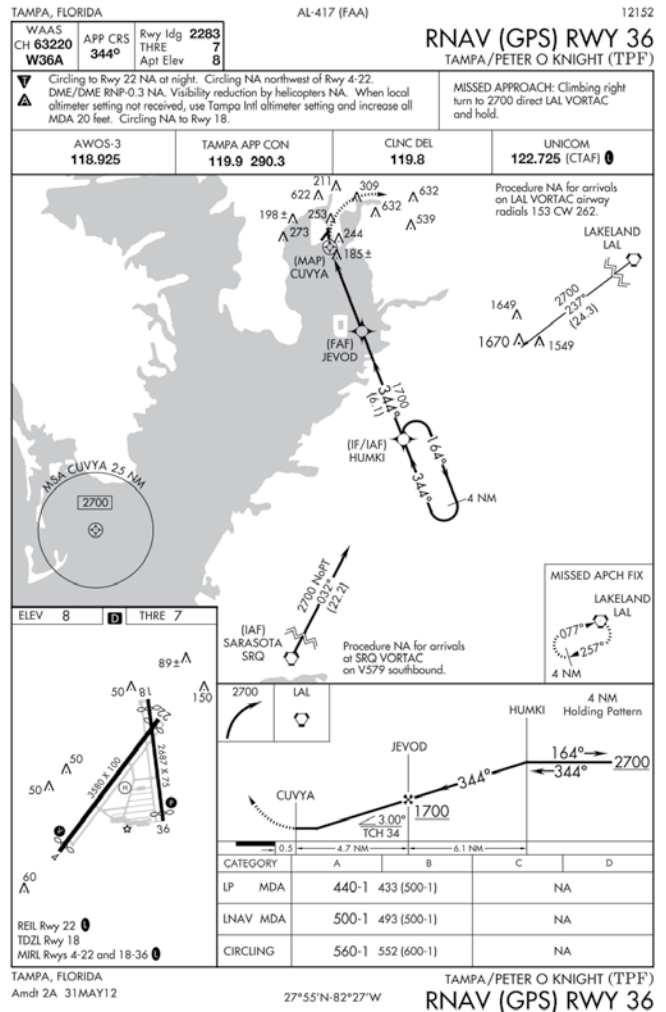 TAMPA, FLORIDA
AL-417 (FAA)
12152
WAAS
CH 63220
W36A
APP CRS
344°
Rwy ldg 2283
THRE 7
Apt Elev 8
RNAV (GPS) RWY 36
TAMPA/PETER O KNIGHT (TPF)
T
A
Circling to Rwy 22 NA at night. Circling NA northwest of Rwy 4-22.
DME/DME RNP-0.3 NA. Visibility reduction by helicopters NA. When local
altimeter setting not received, use Tampa Intl altimeter setting and increase all
MDA 20 feet. Circling NA to Rwy 18.
MISSED APPROACH: Climbing right
turn to 2700 direct LAL VORTAC
and hold.
AWOS-3
118.925
TAMPA APP CON
119.9 290.3
CLNC DEL
119.8
UNICOM
122.725 (CTAF) L
211
622
309
632
632
198±
253
539
273
244
185±
(MAP)
CUVYA
Procedure NA for arrivals
on LAL VORTAC airway
radials 153 CW 262.
LAKELAND
LAL
2700
237°
(24.3)
1649
1670
1549
(FAF)
JEVOD
1700
344°
(6.1)
(IF/IAF)
HUMKI
164°
344°
4 NM
MSA CUVYA 25 NM
2700
2700 NoPT
032°
(22.2)
(IAF)
SARASOTA
SRQ
Procedure NA for arrivals
at SRQ VORTAC
on V579 southbound.
MISSED APCH FIX
LAKELAND
LAL
077°
257°
4 NM
ELEV 8
D
THRE 7
89±
50
18
150
22
50
50
3580 X 100
2687 X 75
H
P
36
4
60
REIL Rwy 22 L
TDZL Rwy 18
MIRL Rwys 4-22 and 18-36 L
2700
LAL
4 NM
Holding Pattern
HUMKI
JEVOD
CUVYA
164°
344°
2700
344°
1700
3.00°
TCH 34
0.5
4.7 NM
6.1 NM
CATEGORY A B C D
LP MDA 440-1 433 (500-1) NA
LNAV MDA 500-1 493 (500-1) NA
CIRCLING 560-1 552 (600-1) NA
TAMPA, FLORIDA
Amdt 2A 31MAY12
27°55'N-82°27'W
TAMPA/PETER O KNIGHT (TPF)
RNAV (GPS) RWY 36